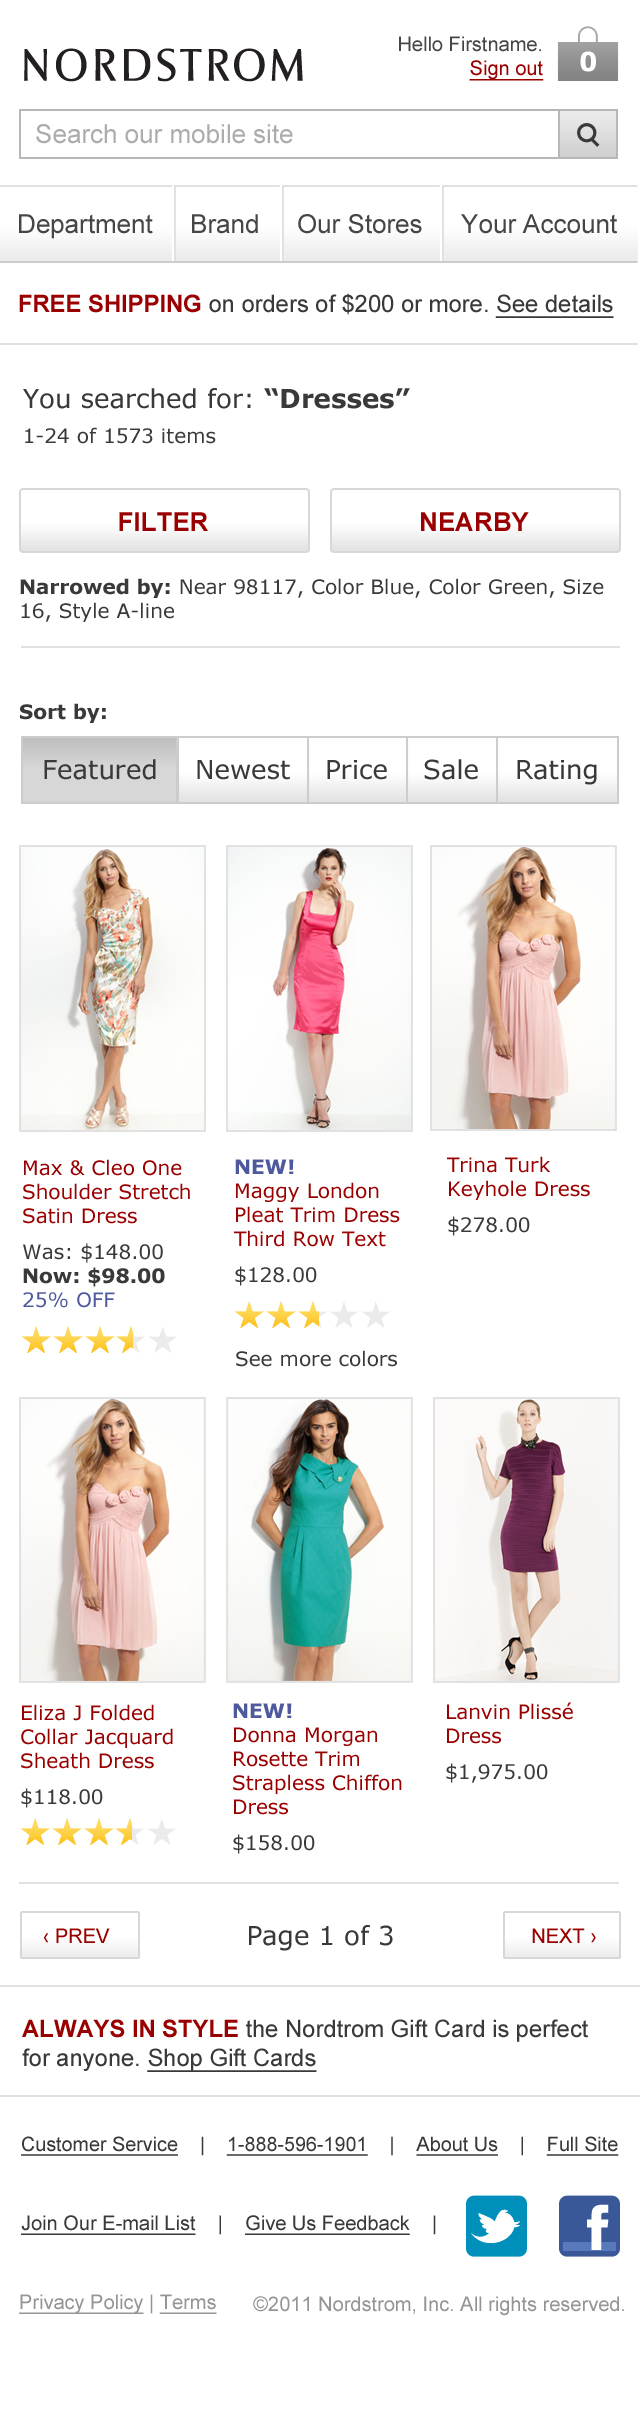 NORDSTROM
Hello Firstname.
Sign out
0
Search our mobile site
Department
Brand
Our Stores
Your Account
FREE SHIPPING on orders of $200 or more. See details
You searched for: “Dresses”
1-24 of 1573 items
FILTER
NEARBY
Narrowed by: Near 98117, Color Blue, Color Green, Size
16, Style A-line
Sort by:
Featured
Newest
Price
Sale
Rating
Max & Cleo One
Shoulder Stretch
Satin Dress
Was: $148.00
Now: $98.00
25% OFF
NEW!
Maggy London
Pleat Trim Dress
Third Row Text
$128.00
See more colors
Trina Turk
Keyhole Dress
$278.00
Eliza J Folded
Collar Jacquard
Sheath Dress
$118.00
NEW!
Donna Morgan
Rosette Trim
Strapless Chiffon
Dress
$158.00
Lanvin Plissé
Dress
$1,975.00
‹ PREV
Page 1 of 3
NEXT ›
ALWAYS IN STYLE the Nordtrom Gift Card is perfect
for anyone. Shop Gift Cards
Customer Service | 1-888-596-1901 | About Us | Full Site
Join Our E-mail List | Give Us Feedback |
f
Privacy Policy | Terms
©2011 Nordstrom, Inc. All rights reserved.